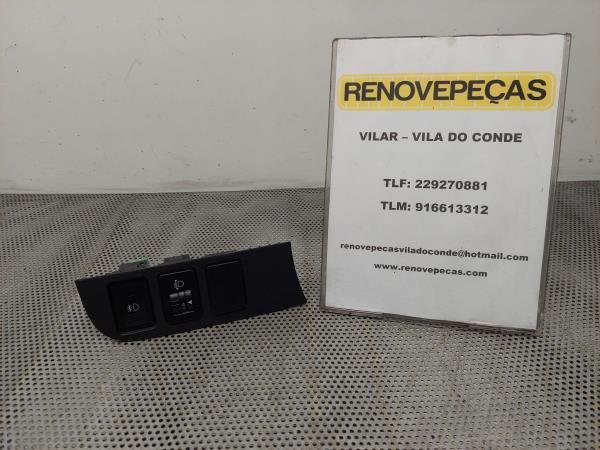 RENOVEPEÇAS
VILAR – VILA DO CONDE
TLF: 229270881
TLM: 916613312
renovepecasviladoconde@hotmail.com
www.renovepecas.com